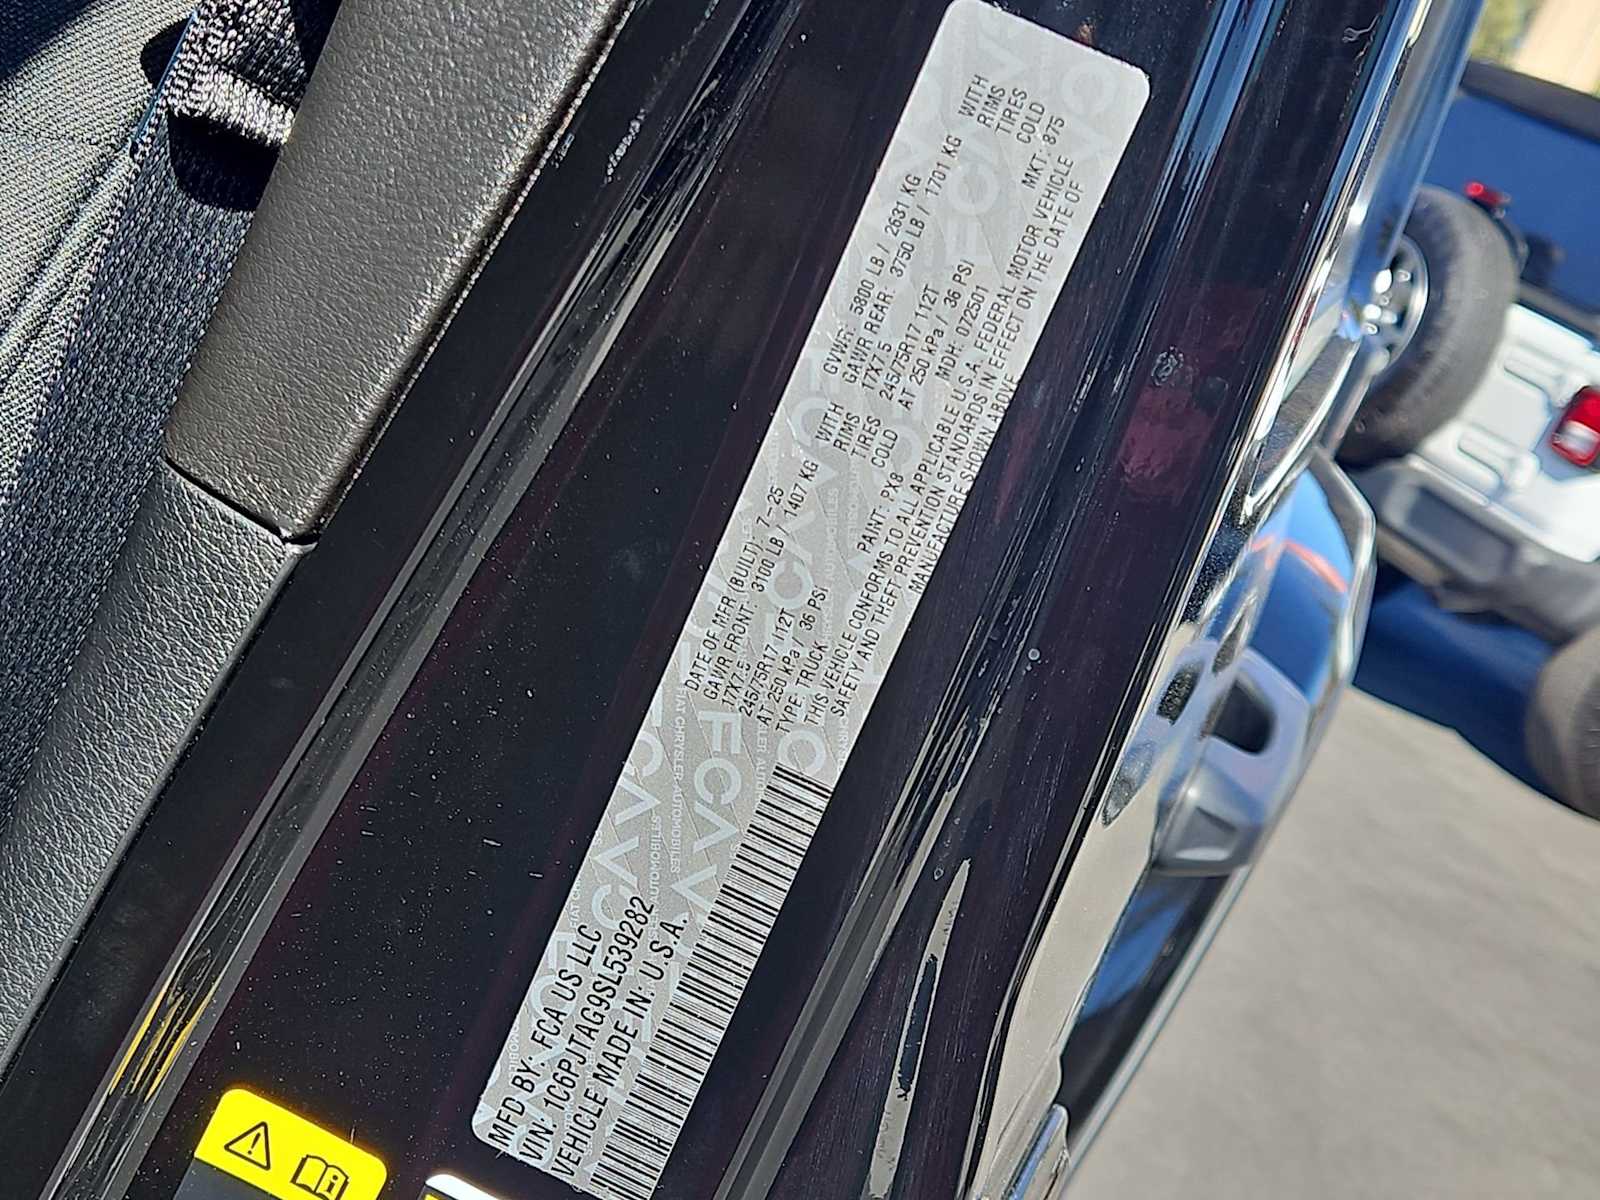 MFD BY: FCA US LLC
DATE OF MFR (BUILT): 7-25
GVWR: 5800 LB / 2631 KG
VIN: 1C6PJTAG9SL539282
GAWR FRONT: 3100 LB / 1407 KG WITH
GAWR REAR: 3750 LB / 1701 KG WITH
VEHICLE MADE IN: U.S.A.
17X7.5 RIMS
17X7.5 RIMS
245/75R17 112T TIRES
245/75R17 112T TIRES
AT 250 kPa / 36 PSI COLD
AT 250 kPa / 36 PSI COLD
TYPE: TRUCK
PAINT: PX8
MDH: 072501
MKT: 875
THIS VEHICLE CONFORMS TO ALL APPLICABLE U.S.A. FEDERAL MOTOR VEHICLE
SAFETY AND THEFT PREVENTION STANDARDS IN EFFECT ON THE DATE OF
MANUFACTURE SHOWN ABOVE
FCA
FIAT CHRYSLER AUTOMOBILES